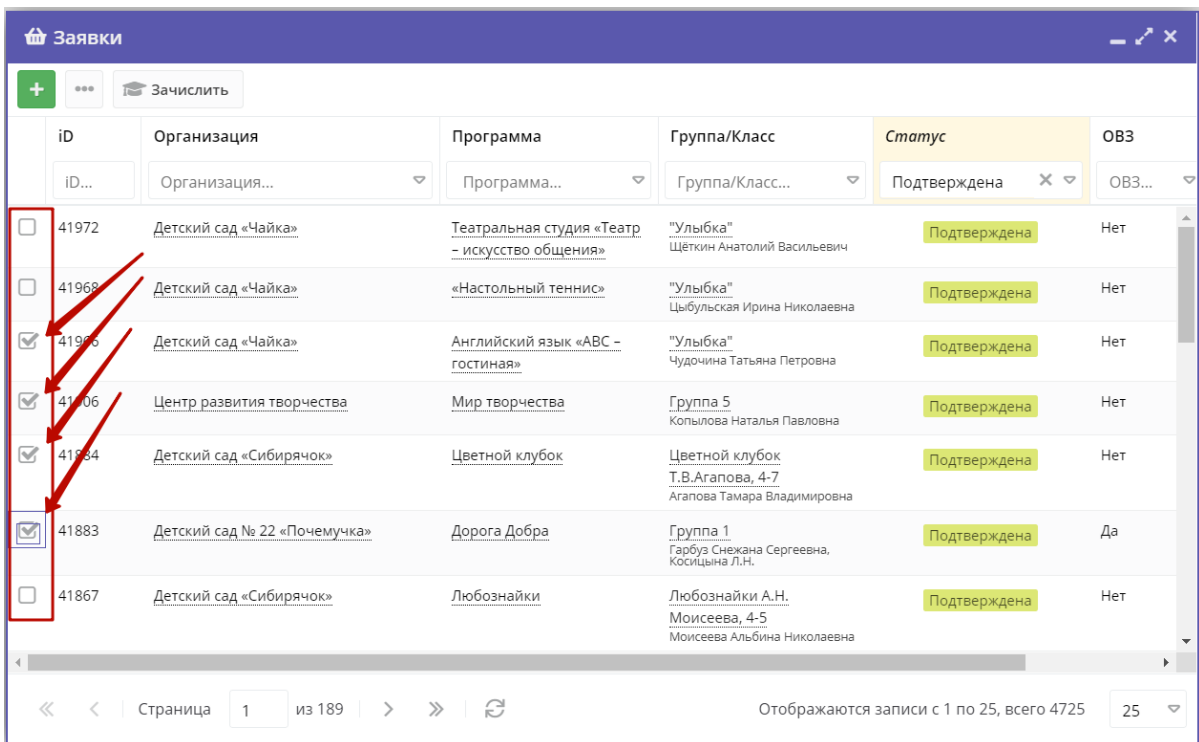 Заявки
Зачислить
iD Организация Программа Группа/Класс Статус ОВЗ
iD... Организация... Программа... Группа/Класс... Подтверждена ОВЗ...
41972 Детский сад «Чайка» Театральная студия «Театр "Улыбка" Подтверждена Нет
– искусство общения» Щёткин Анатолий Васильевич
41968 Детский сад «Чайка» «Настольный теннис» "Улыбка" Подтверждена Нет
Цыбульская Ирина Николаевна
41966 Детский сад «Чайка» Английский язык «АВС – "Улыбка" Подтверждена Нет
гостиная» Чудочина Татьяна Петровна
41906 Центр развития творчества Мир творчества Группа 5 Подтверждена Нет
Копылова Наталья Павловна
41884 Детский сад «Сибирячок» Цветной клубок Цветной клубок Подтверждена Нет
Т.В.Агапова, 4-7
Агапова Тамара Владимировна
41883 Детский сад № 22 «Почемучка» Дорога Добра Группа 1 Подтверждена Да
Гарбуз Снежана Сергеевна,
Косицына Л.Н.
41867 Детский сад «Сибирячок» Любознайки Любознайки А.Н. Подтверждена Нет
Моисеева, 4-5
Моисеева Альбина Николаевна
Страница 1 из 189 Отображаются записи с 1 по 25, всего 4725 25